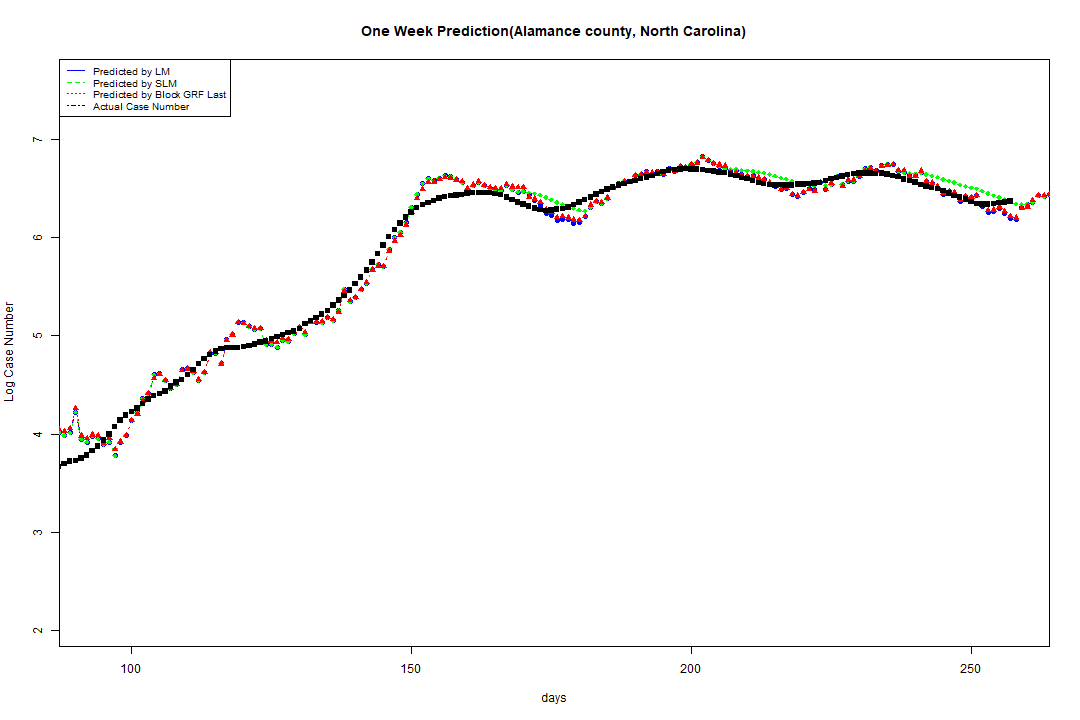 One Week Prediction(Alamance county, North Carolina)
Predicted by LM
Predicted by SLM
Predicted by Block GRF Last
Actual Case Number
7
6
5
4
3
2
Log Case Number
100 150 200 250
days